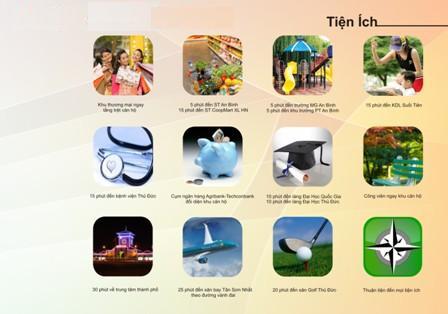 Tiện Ích
Khu thương mại ngay
tầng trệt căn hộ
5 phút đến ST An Bình
15 phút đến ST CoopMart XL HN
5 phút đến trường MG An Bình
5 phút đến khu trường PT An Bình
15 phút đến KDL Suối Tiên
15 phút đến bệnh viện Thủ Đức
Cụm ngân hàng Agribank-Techconbank
đối diện khu căn hộ
10 phút đến làng Đại Học Quốc Gia
10 phút đến làng Đại Học Thủ Đức
Công viên ngay khu căn hộ
30 phút về trung tâm thành phố
25 phút đến sân bay Tân Sơn Nhất
theo đường vành đai
20 phút đến sân Golf Thủ Đức
Thuận tiện đến mọi tiện ích